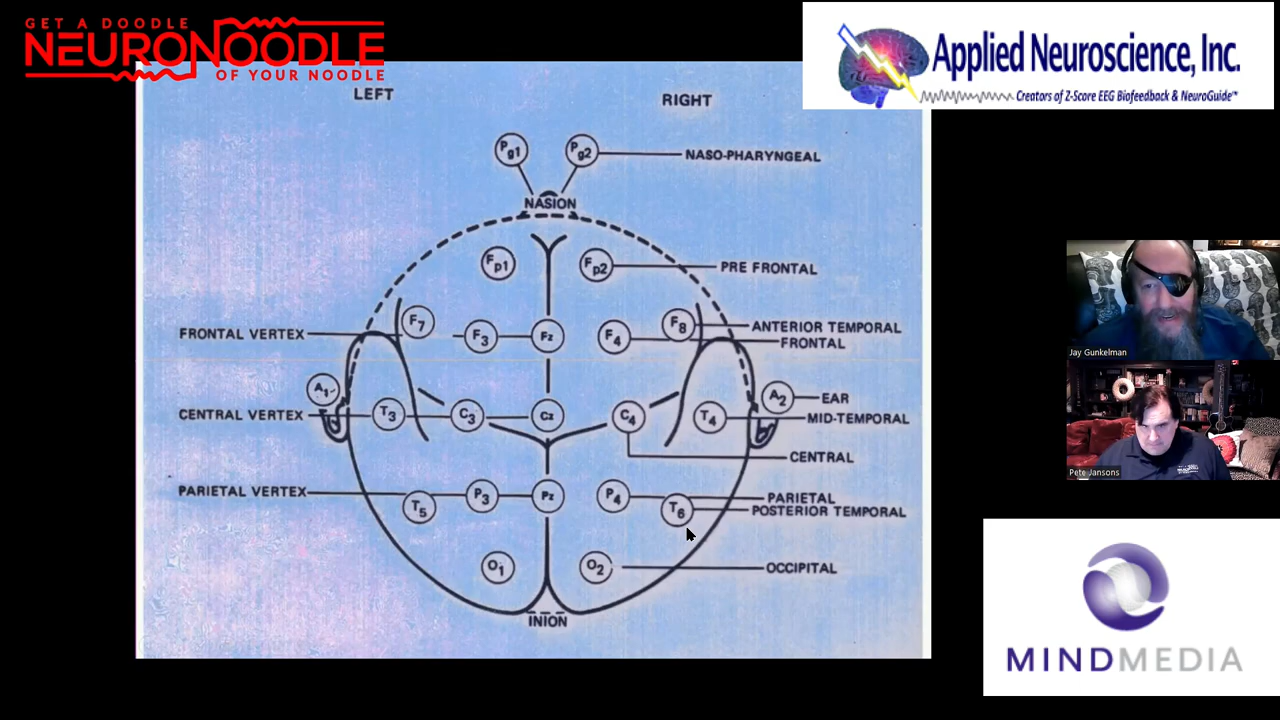 GET A DOODLE
NEURONOODLE
OF YOUR NOODLE
Applied Neuroscience, Inc.
Creators of Z-Score EEG Biofeedback & NeuroGuide™
LEFT
RIGHT
Pg1
Pg2
NASO-PHARYNGEAL
NASION
Fp1
Fp2
PRE FRONTAL
F7
F8
ANTERIOR TEMPORAL
FRONTAL VERTEX
F3
Fz
F4
FRONTAL
A1
A2
EAR
CENTRAL VERTEX
T3
C3
Cz
C4
T4
MID-TEMPORAL
CENTRAL
PARIETAL VERTEX
T5
P3
Pz
P4
PARIETAL
T6
POSTERIOR TEMPORAL
O1
O2
OCCIPITAL
INION
Jay Gunkelman
Pete Jansons
MINDMEDIA